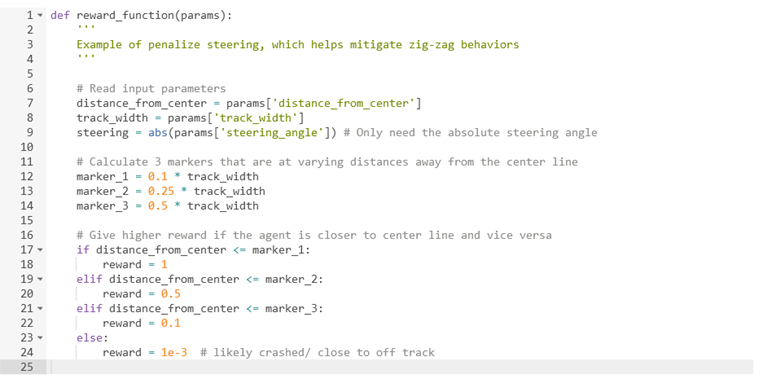 1 def reward_function(params):
2     '''
3     Example of penalize steering, which helps mitigate zig-zag behaviors
4     '''
5
6     # Read input parameters
7     distance_from_center = params['distance_from_center']
8     track_width = params['track_width']
9     steering = abs(params['steering_angle']) # Only need the absolute steering angle
10
11     # Calculate 3 markers that are at varying distances away from the center line
12     marker_1 = 0.1 * track_width
13     marker_2 = 0.25 * track_width
14     marker_3 = 0.5 * track_width
15
16     # Give higher reward if the agent is closer to center line and vice versa
17     if distance_from_center <= marker_1:
18         reward = 1
19     elif distance_from_center <= marker_2:
20         reward = 0.5
21     elif distance_from_center <= marker_3:
22         reward = 0.1
23     else:
24         reward = 1e-3  # likely crashed/ close to off track
25